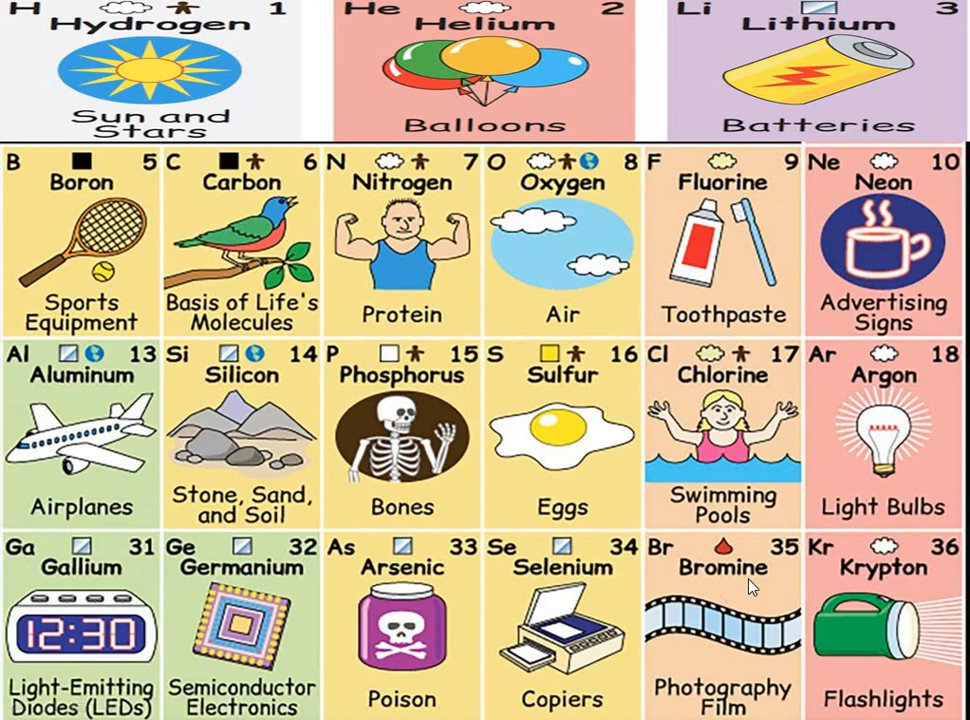 H 1
Hydrogen
Sun and
Stars
He 2
Helium
Balloons
Li 3
Lithium
Batteries
B 5
Boron
Sports
Equipment
C 6
Carbon
Basis of Life's
Molecules
N 7
Nitrogen
Protein
O 8
Oxygen
Air
F 9
Fluorine
Toothpaste
Ne 10
Neon
Advertising
Signs
Al 13
Aluminum
Airplanes
Si 14
Silicon
Stone, Sand,
and Soil
P 15
Phosphorus
Bones
S 16
Sulfur
Eggs
Cl 17
Chlorine
Swimming
Pools
Ar 18
Argon
Light Bulbs
Ga 31
Gallium
12:30
Light-Emitting
Diodes (LEDs)
Ge 32
Germanium
Semiconductor
Electronics
As 33
Arsenic
Poison
Se 34
Selenium
Copiers
Br 35
Bromine
Photography
Film
Kr 36
Krypton
Flashlights